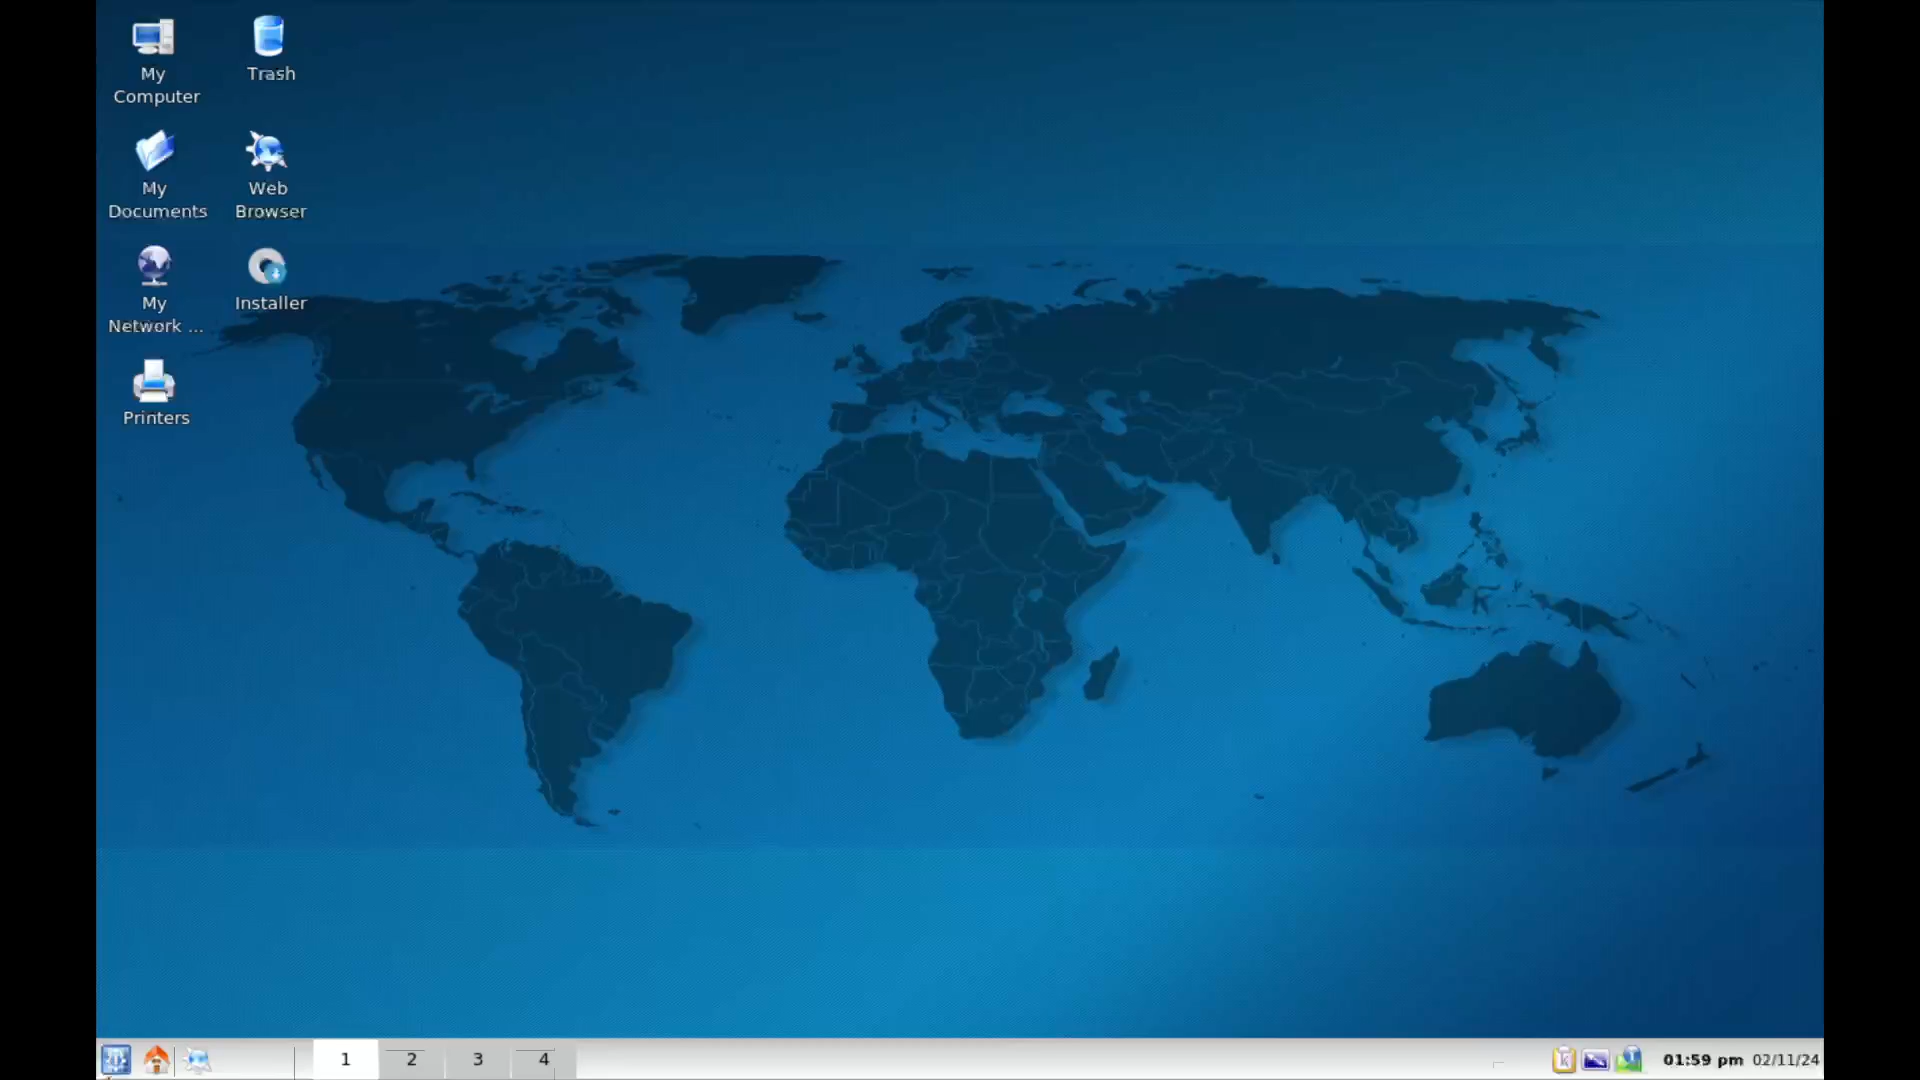 My
Computer
Trash
My
Documents
Web
Browser
My
Network ...
Installer
Printers
1
2
3
4
01:59 pm
02/11/24